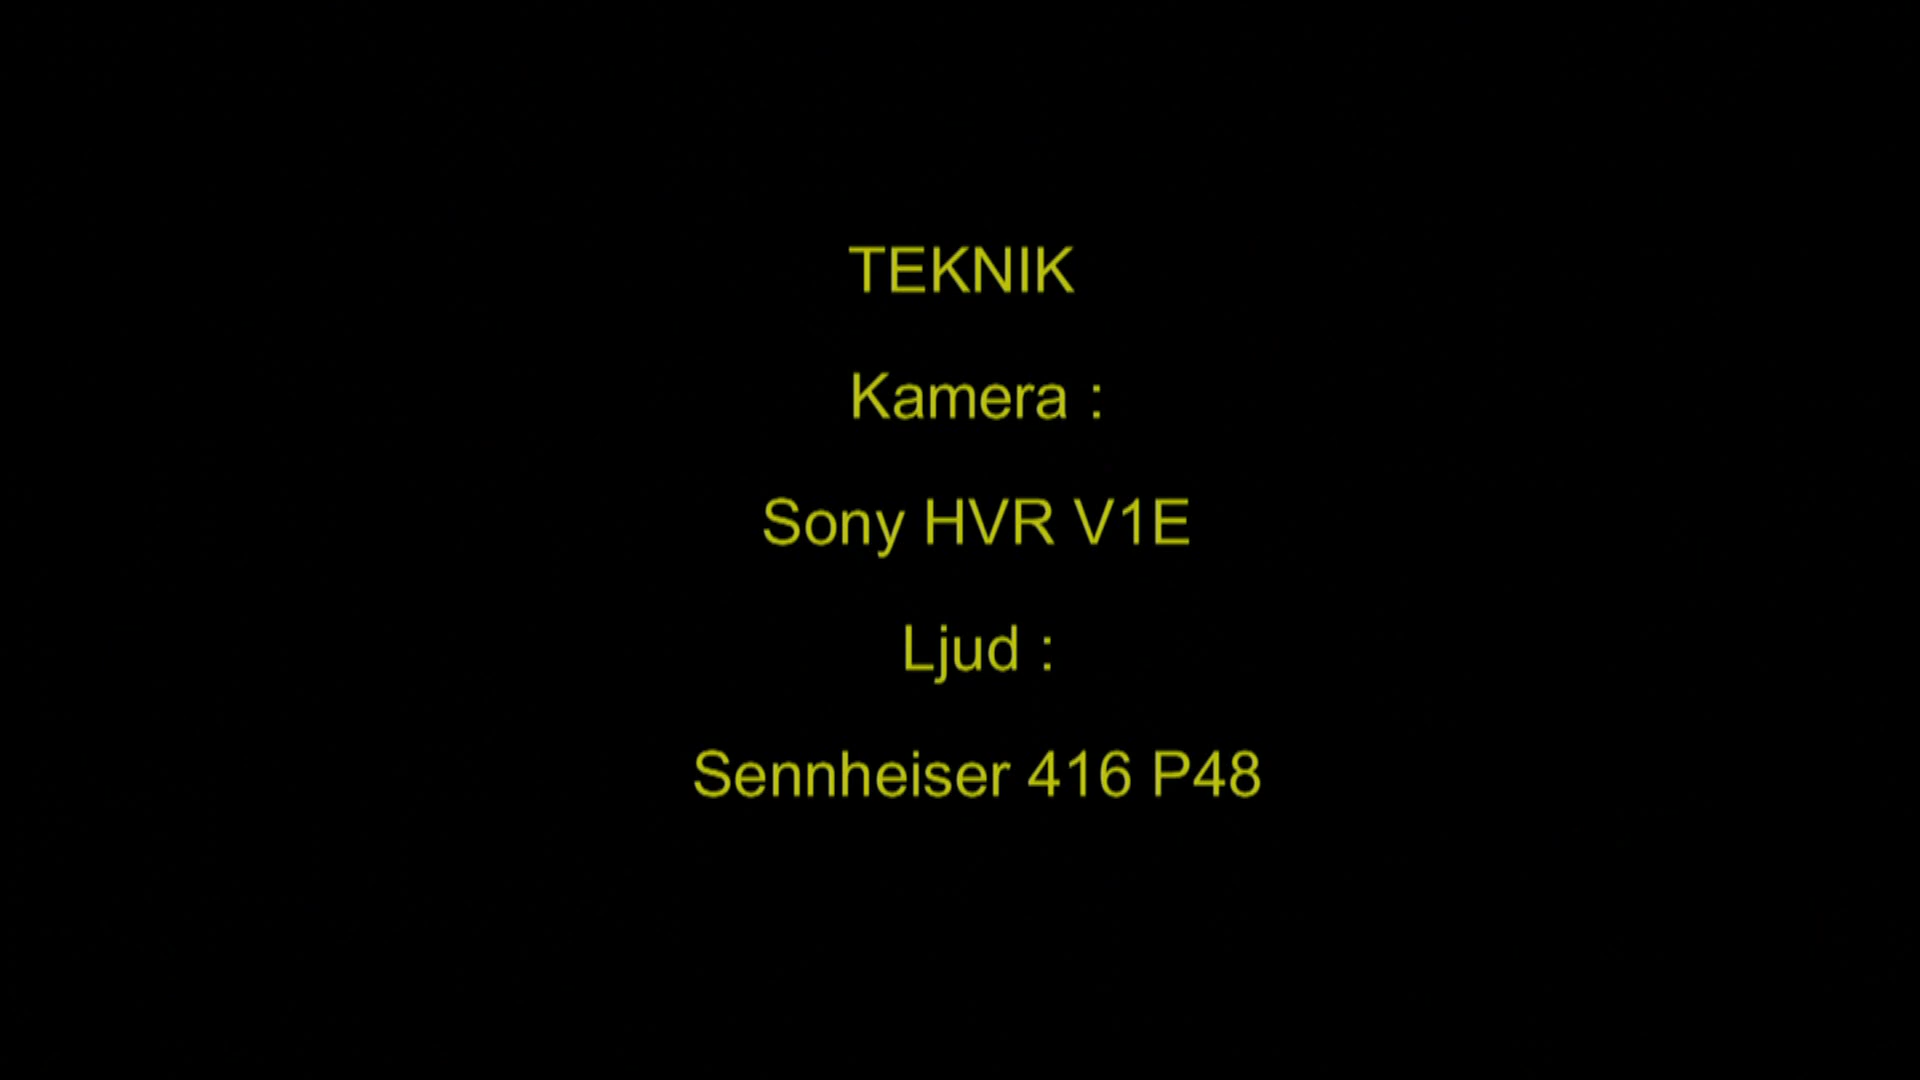 TEKNIK
Kamera :
Sony HVR V1E
Ljud :
Sennheiser 416 P48